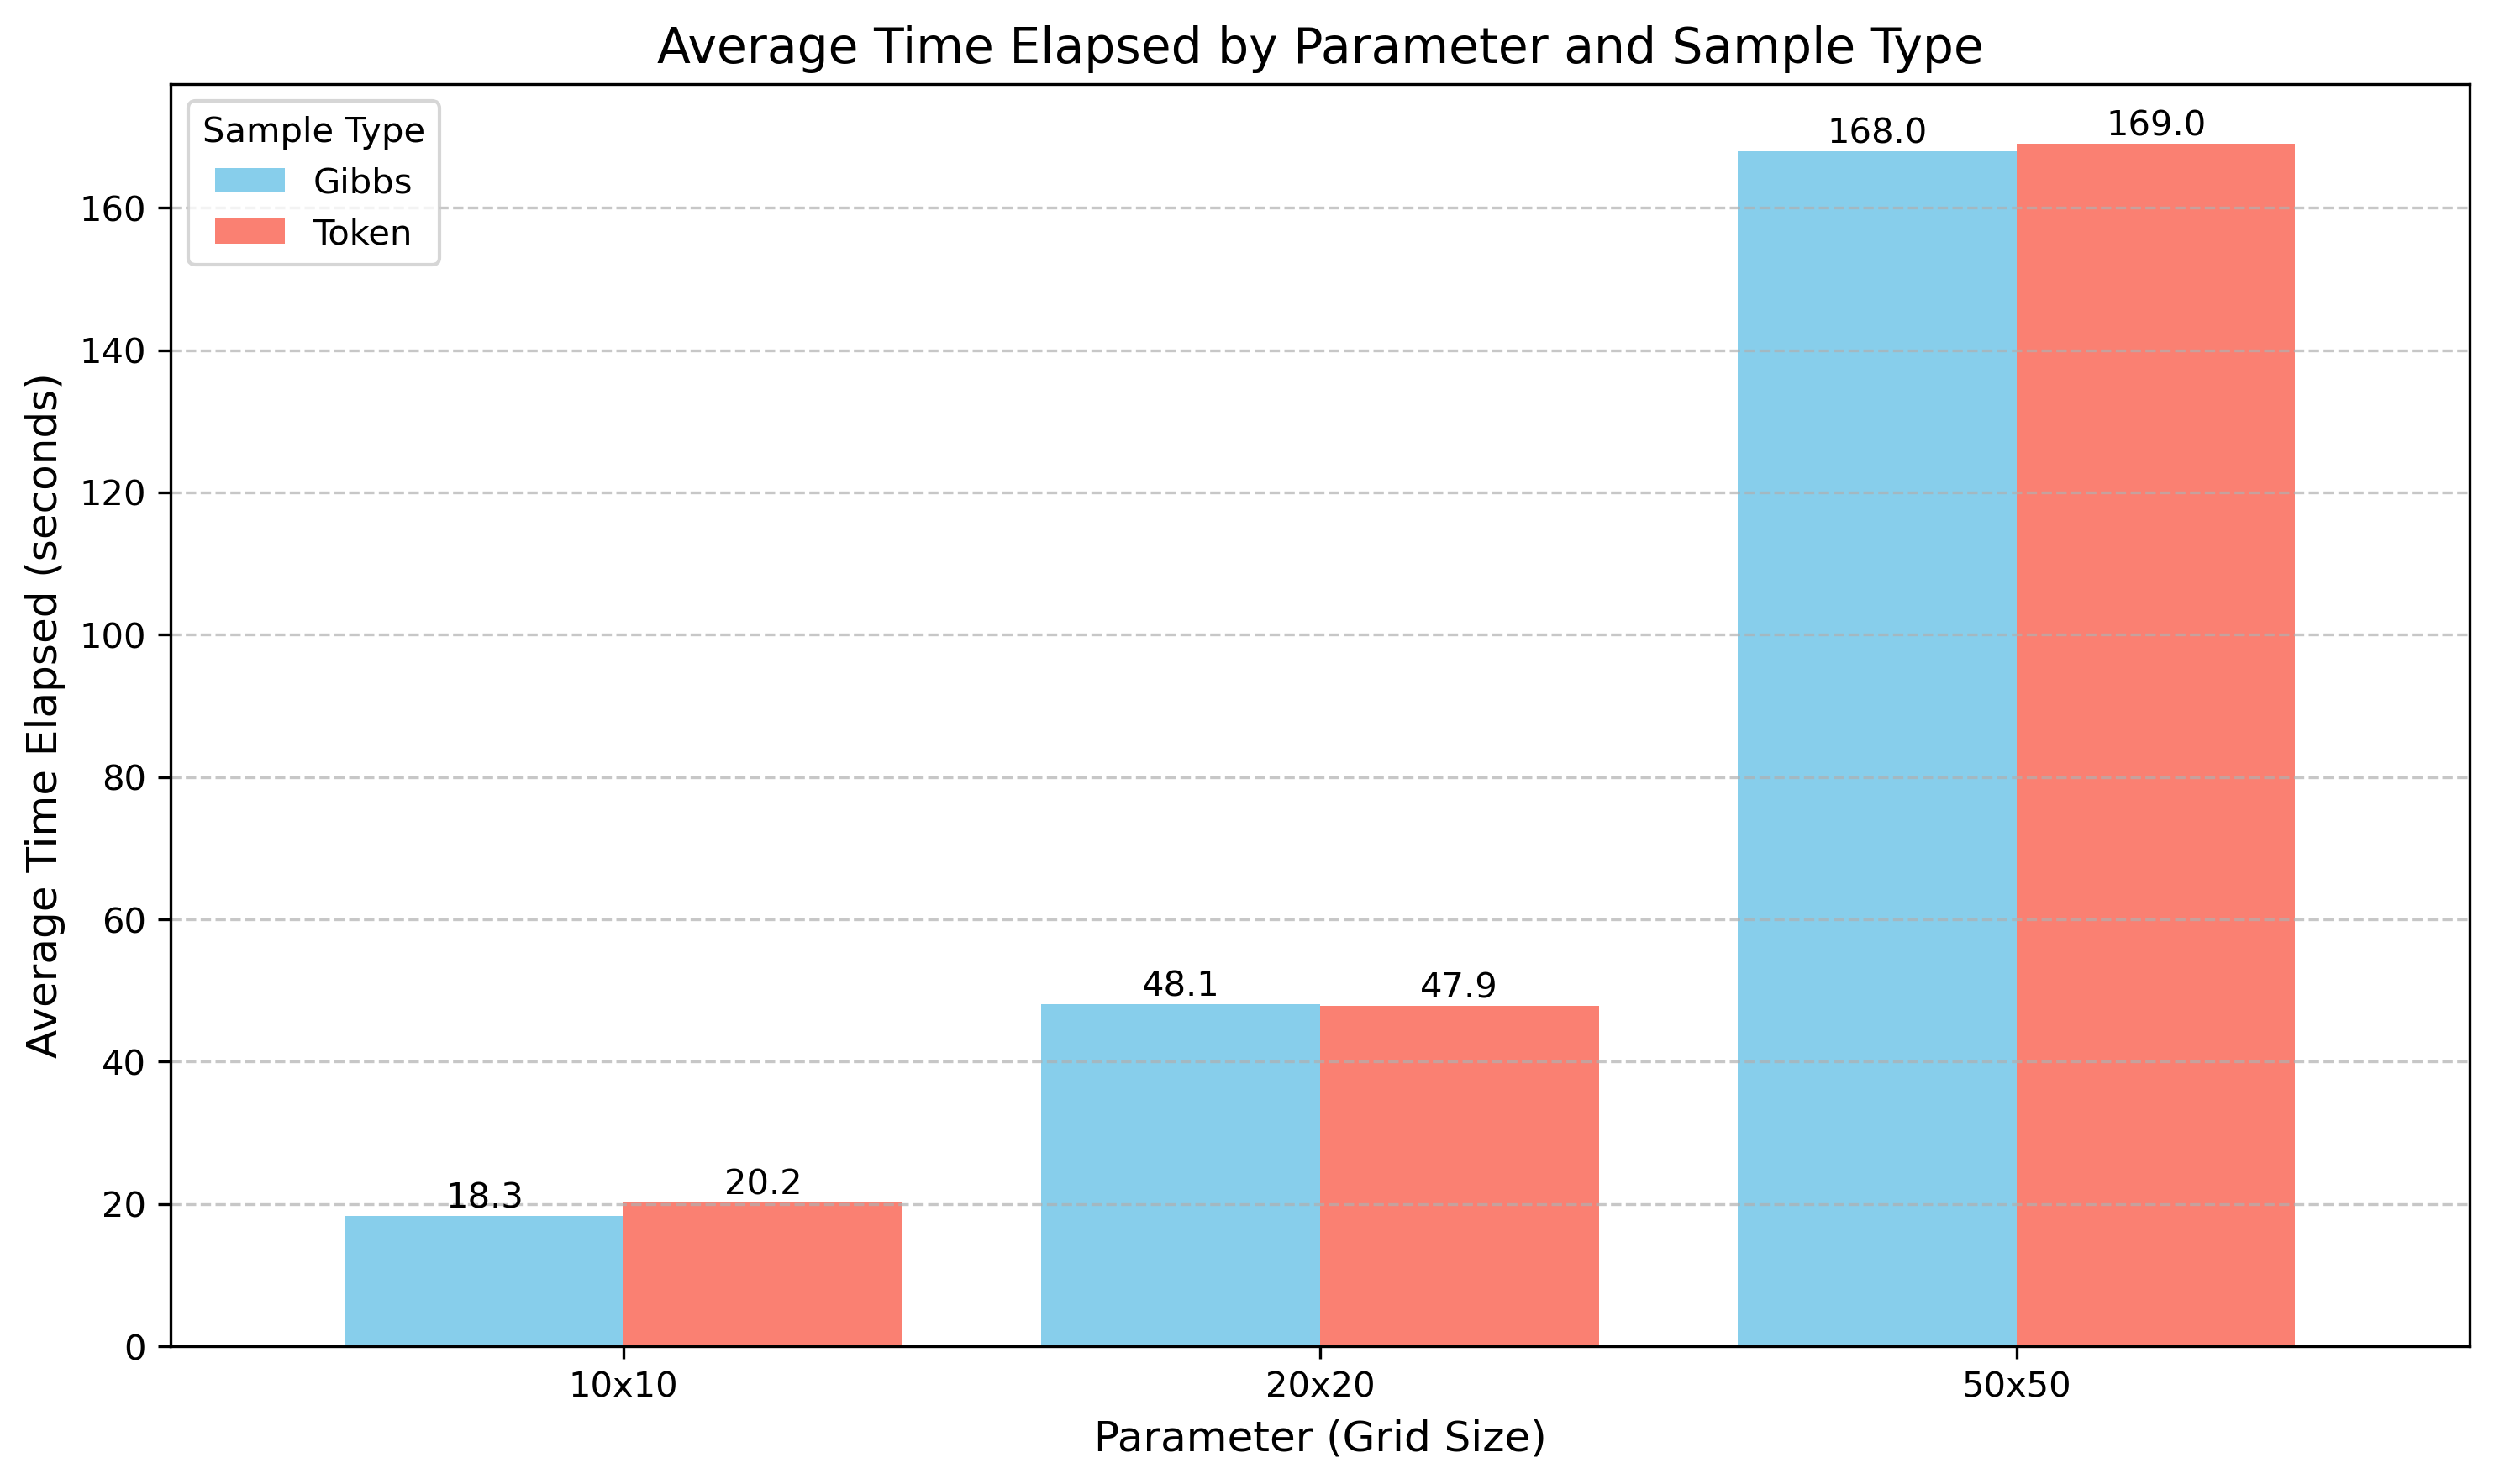 Average Time Elapsed by Parameter and Sample Type
Sample Type
Gibbs
Token
168.0
169.0
48.1
47.9
18.3
20.2
160
140
120
100
80
60
40
20
0
Average Time Elapsed (seconds)
10x10
20x20
50x50
Parameter (Grid Size)